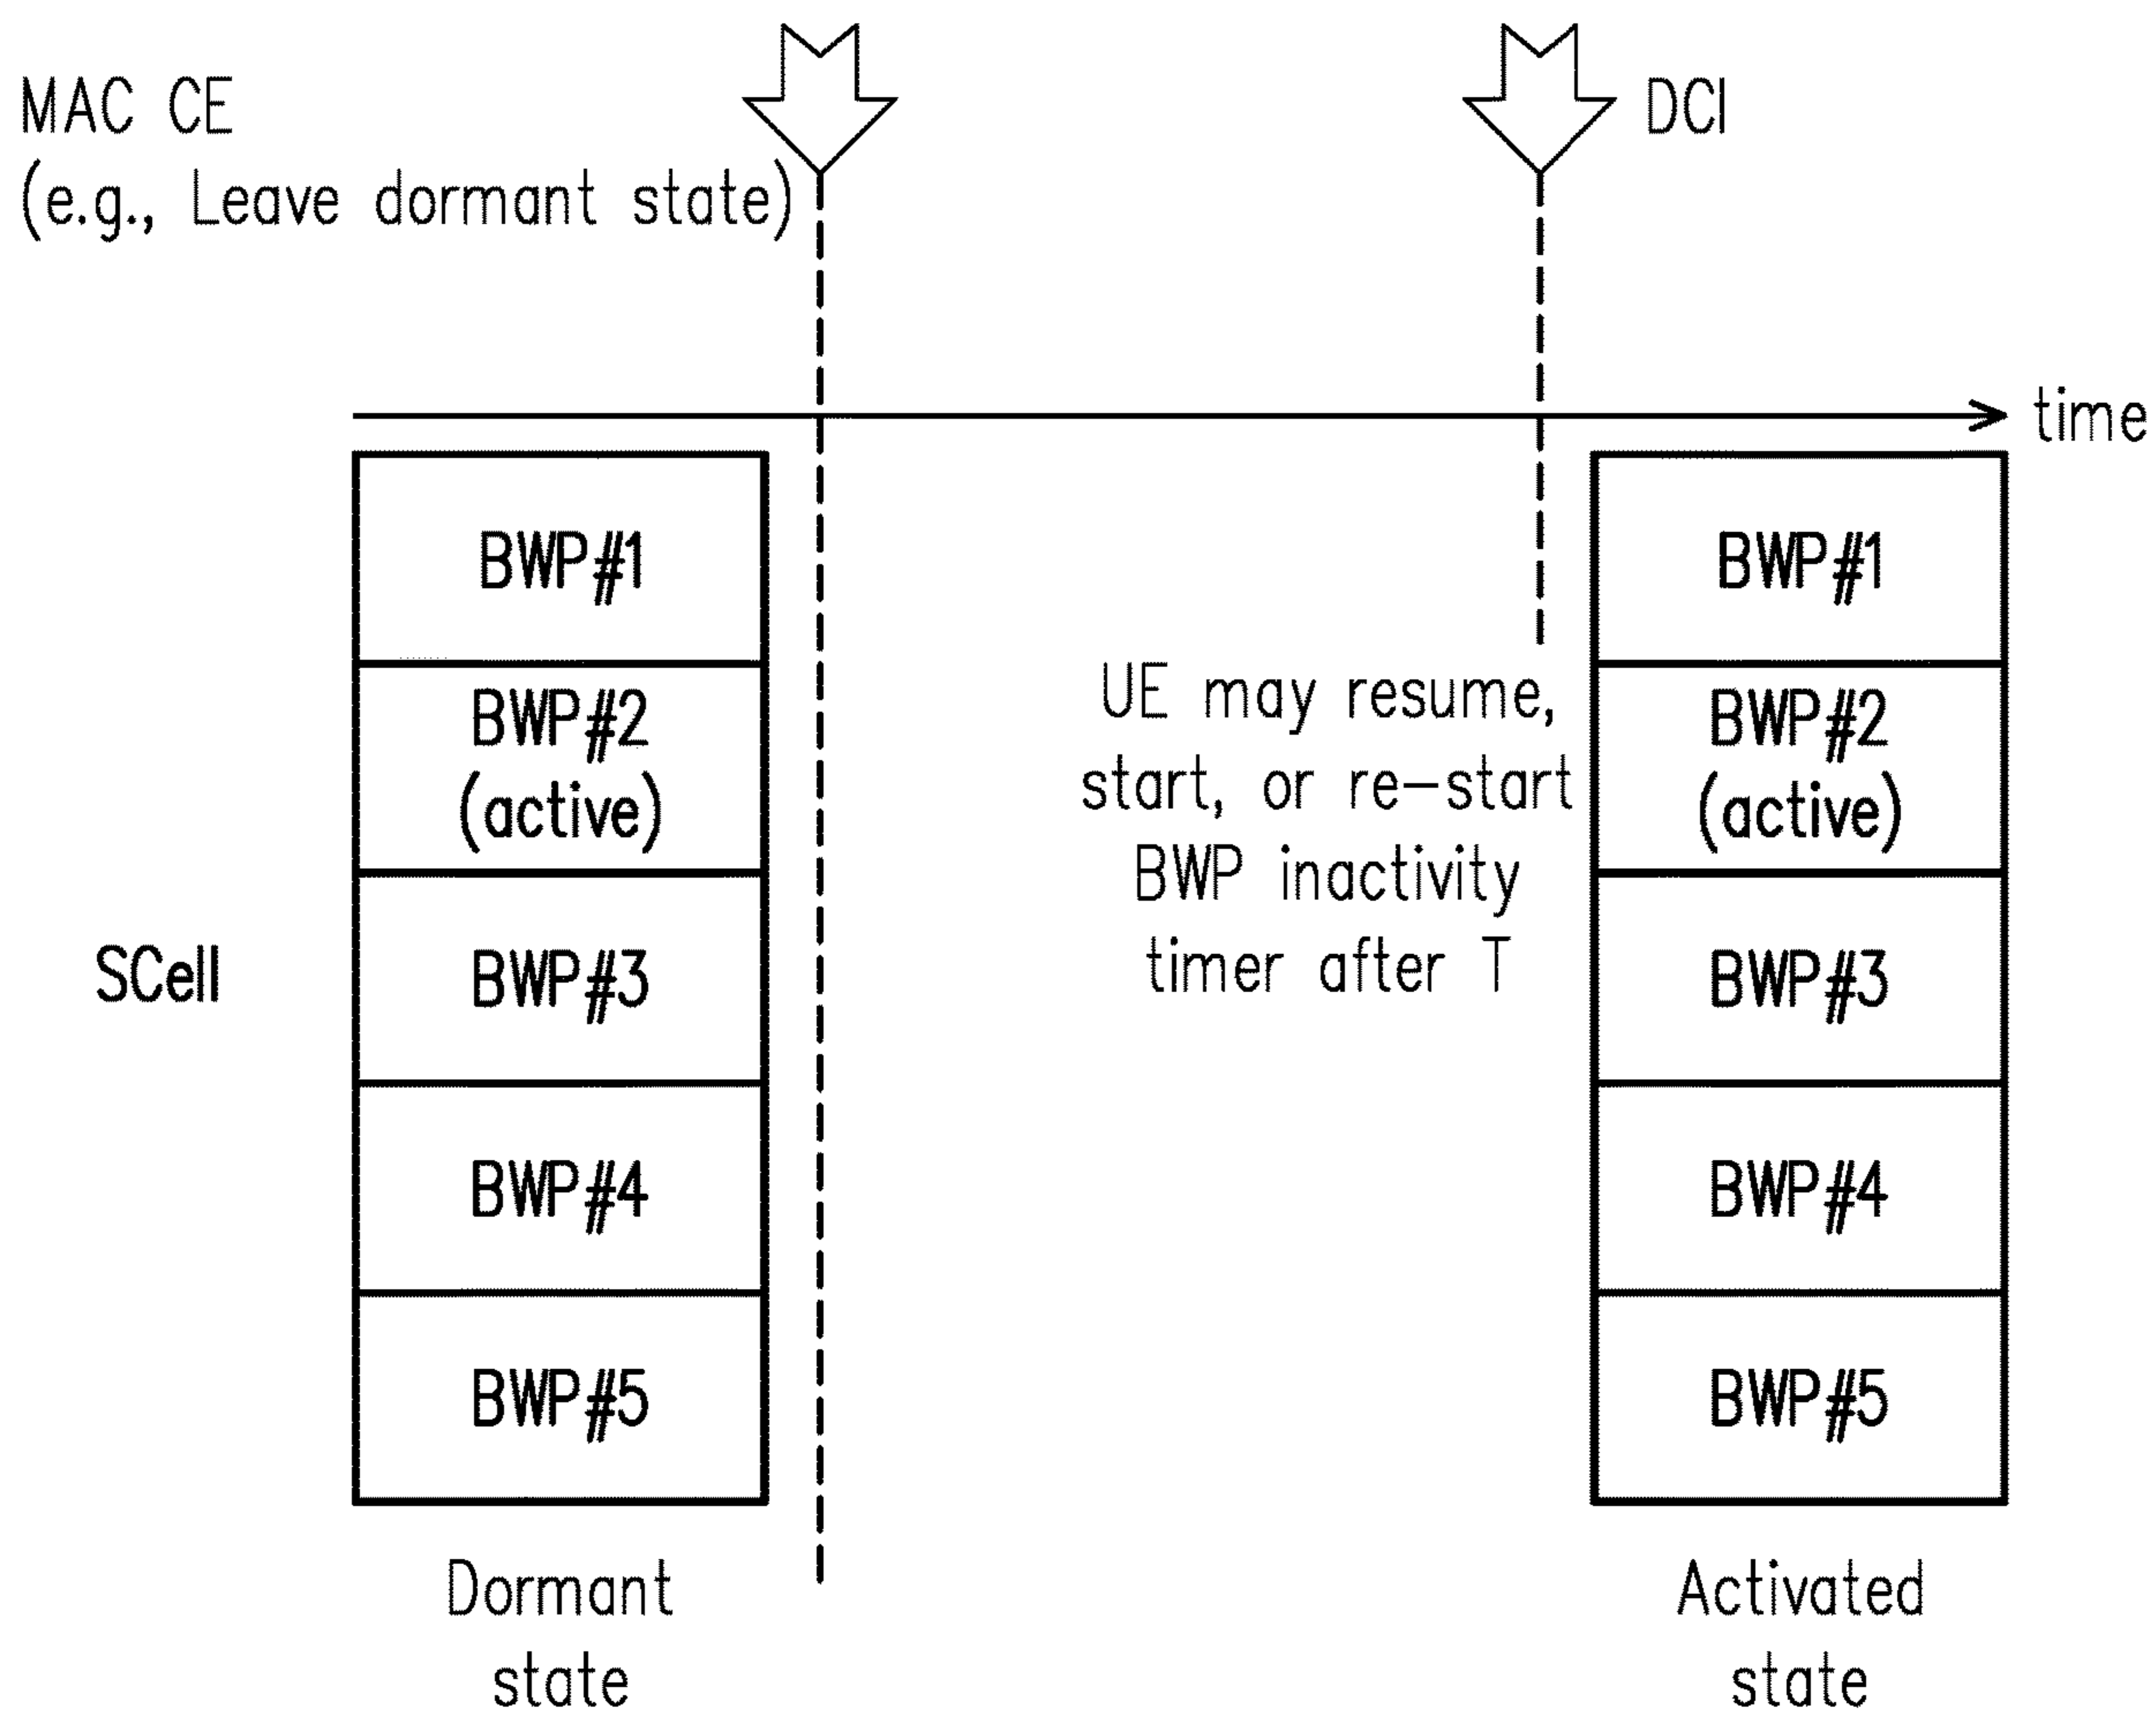 MAC CE
(e.g., Leave dormant state)
DCI
time
BWP#1
BWP#2
(active)
BWP#3
BWP#4
BWP#5
SCell
Dormant
state
UE may resume,
start, or re-start
BWP inactivity
timer after T
BWP#1
BWP#2
(active)
BWP#3
BWP#4
BWP#5
Activated
state